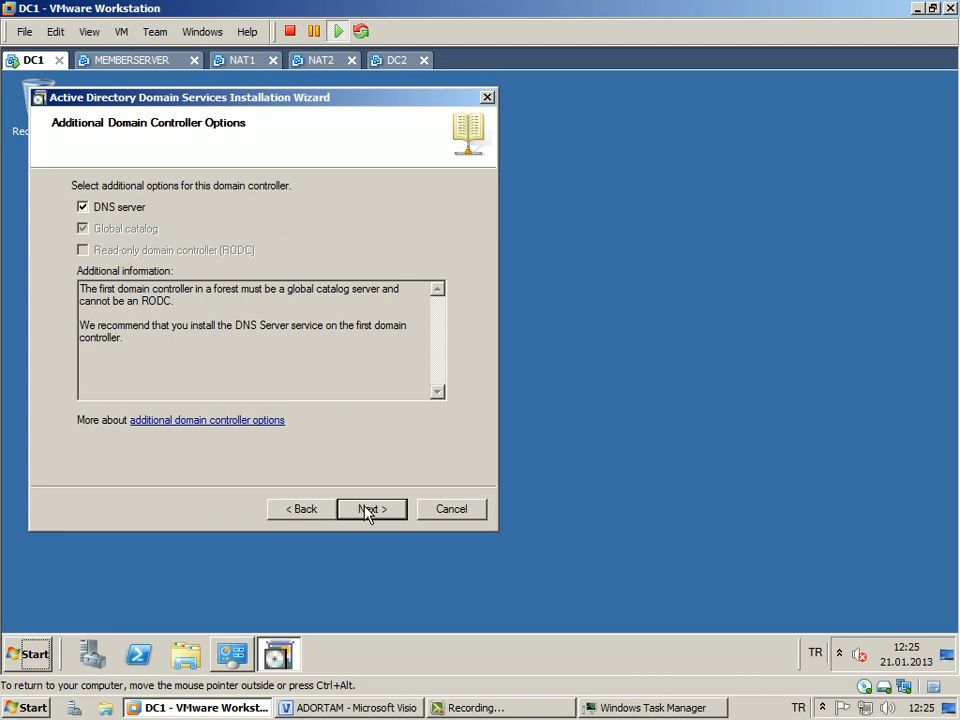 DC1 - VMware Workstation
File Edit View VM Team Windows Help
DC1 MEMBERSERVER NAT1 NAT2 DC2
Active Directory Domain Services Installation Wizard
Additional Domain Controller Options
Select additional options for this domain controller.
DNS server
Global catalog
Read-only domain controller (RODC)
Additional information:
The first domain controller in a forest must be a global catalog server and
cannot be an RODC.
We recommend that you install the DNS Server service on the first domain
controller.
More about additional domain controller options
< Back Next > Cancel
Start TR 12:25
21.01.2013
To return to your computer, move the mouse pointer outside or press Ctrl+Alt.
Start DC1 - VMware Workst... ADORTAM - Microsoft Visio Recording... Windows Task Manager TR 12:25